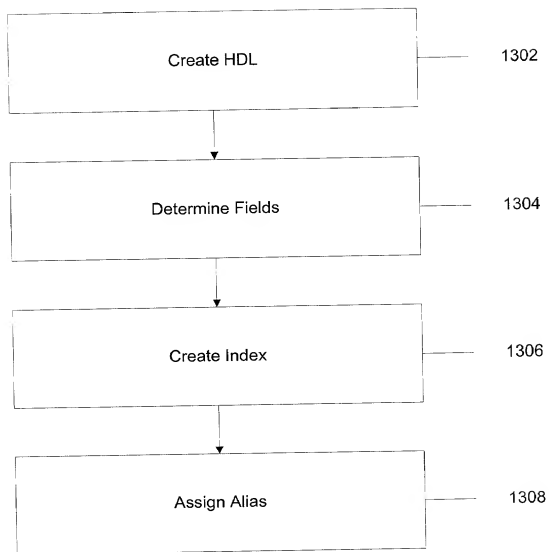 Create HDL 1302
Determine Fields 1304
Create Index 1306
Assign Alias 1308